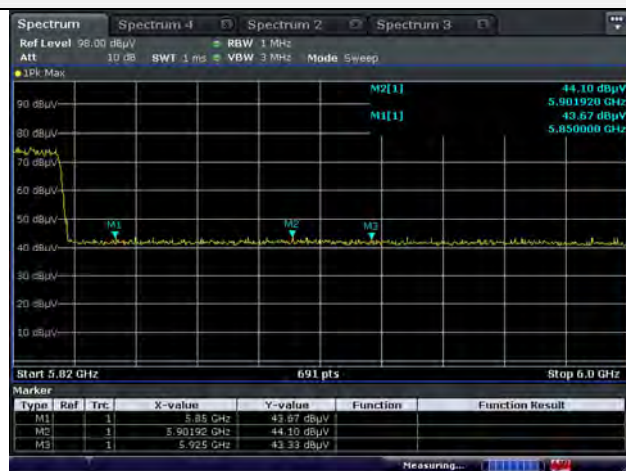 Spectrum Spectrum 4 Spectrum 2 Spectrum 3
Ref Level 98.00 dBµV RBW 1 MHz
Att 10 dB SWT 1 ms VBW 3 MHz Mode Sweep
1Pk Max
M2[1] 44.10 dBµV
5.901920 GHz
M1[1] 43.67 dBµV
5.850000 GHz
90 dBµV
80 dBµV
70 dBµV
60 dBµV
50 dBµV
M1 M2 M3
40 dBµV
30 dBµV
20 dBµV
10 dBµV
Start 5.82 GHz 691 pts Stop 6.0 GHz
Marker
Type Ref Trc X-value Y-value Function Function Result
M1 1 5.85 GHz 43.67 dBµV
M2 1 5.90192 GHz 44.10 dBµV
M3 1 5.925 GHz 43.33 dBµV
Measuring...